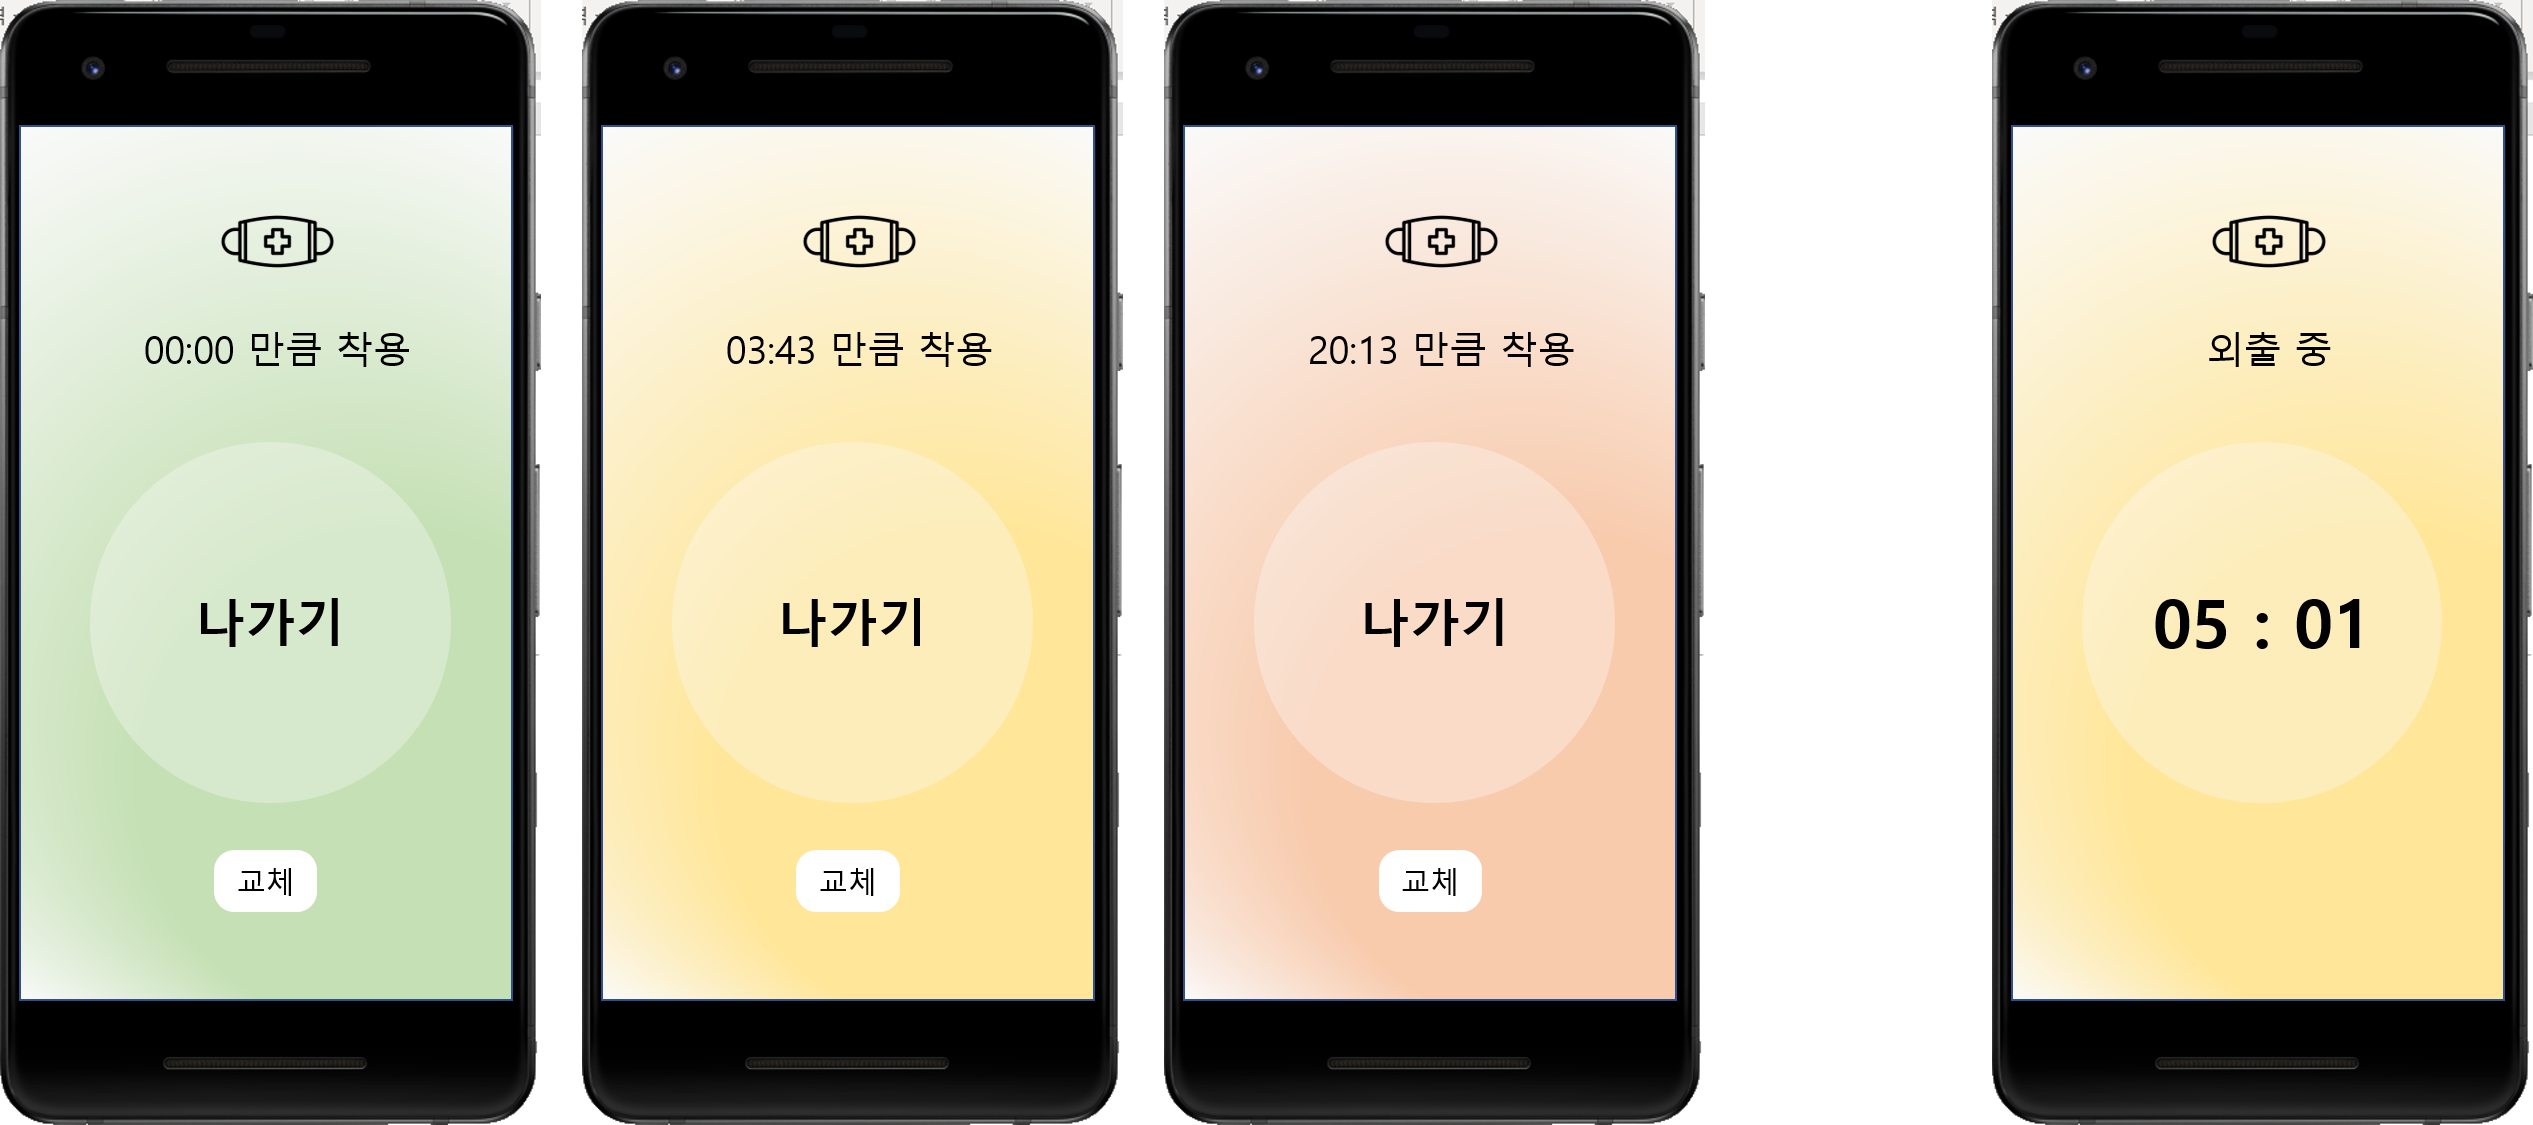 00:00 만큼 착용
나가기
교체
03:43 만큼 착용
나가기
교체
20:13 만큼 착용
나가기
교체
외출 중
05 : 01